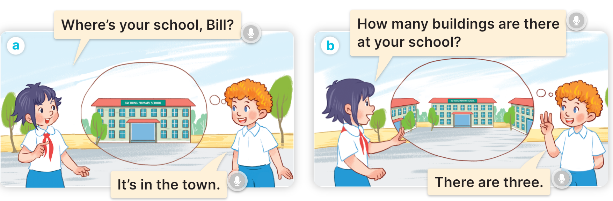 a
Where's your school, Bill?
It's in the town.
b
How many buildings are there
at your school?
There are three.